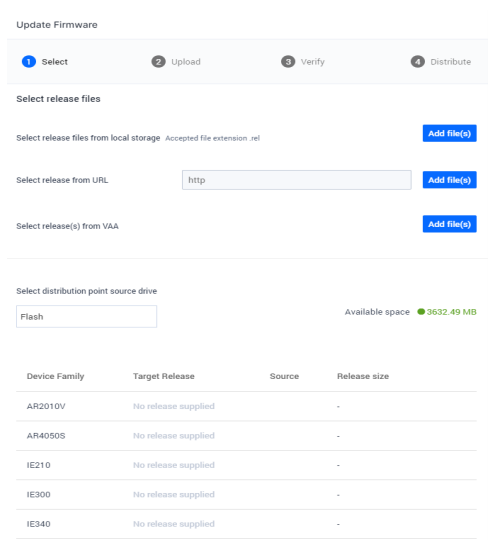 Update Firmware
1 Select 2 Upload 3 Verify 4 Distribute
Select release files
Select release files from local storage Accepted file extension .rel Add file(s)
Select release from URL http Add file(s)
Select release(s) from VAA Add file(s)
Select distribution point source drive
Flash Available space 3632.49 MB
Device Family Target Release Source Release size
AR2010V No release supplied -
AR4050S No release supplied -
IE210 No release supplied -
IE300 No release supplied -
IE340 No release supplied -